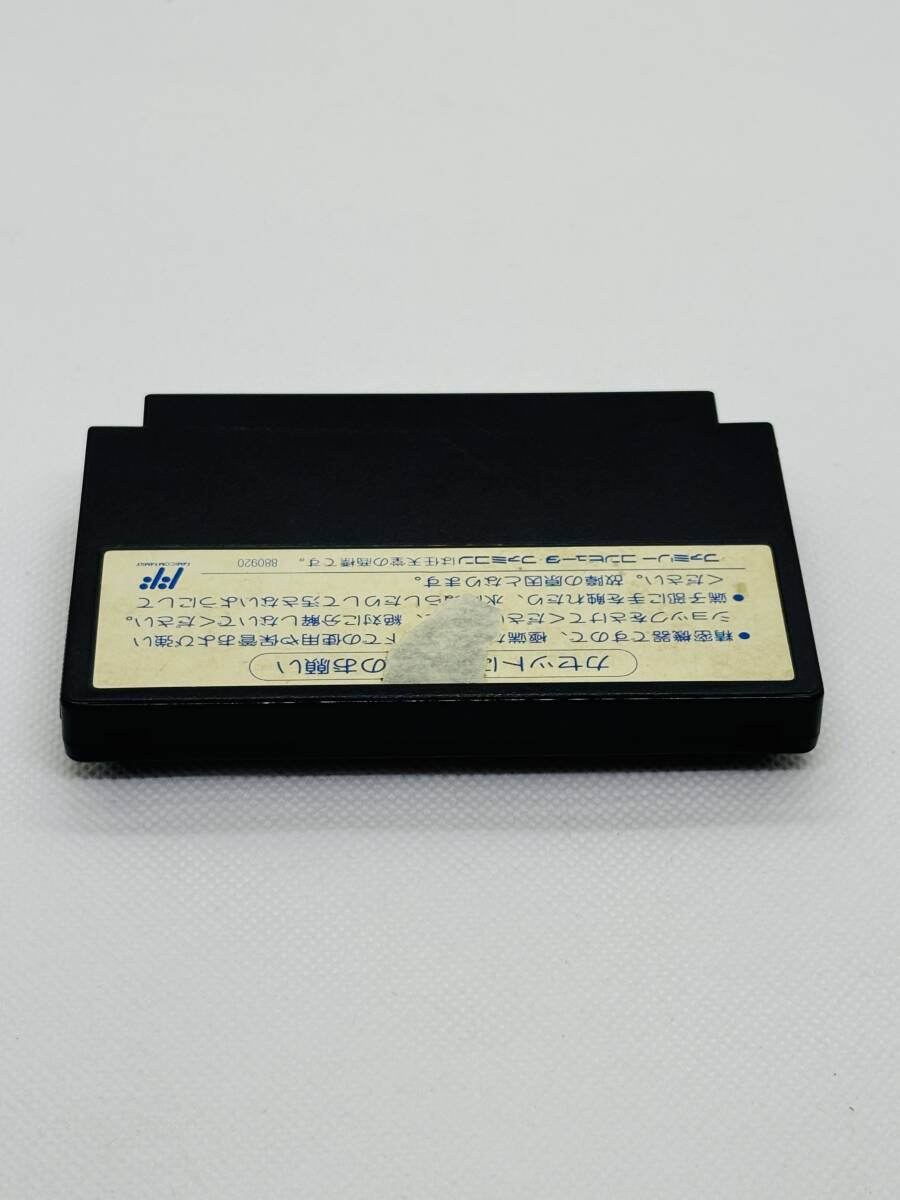 カセットに のお願い
●精密機器ですので、極端な ドでの使用や保管および強い
ショックをさけてくださ 、絶対に分解しないでください。
●端子部に手を触れたり、水に らしたりして汚さないようにして
ください。故障の原因となります。
ファミリーコンピュータ ファミコンは任天堂の商標です。 880920
FAMICOM FAMILY